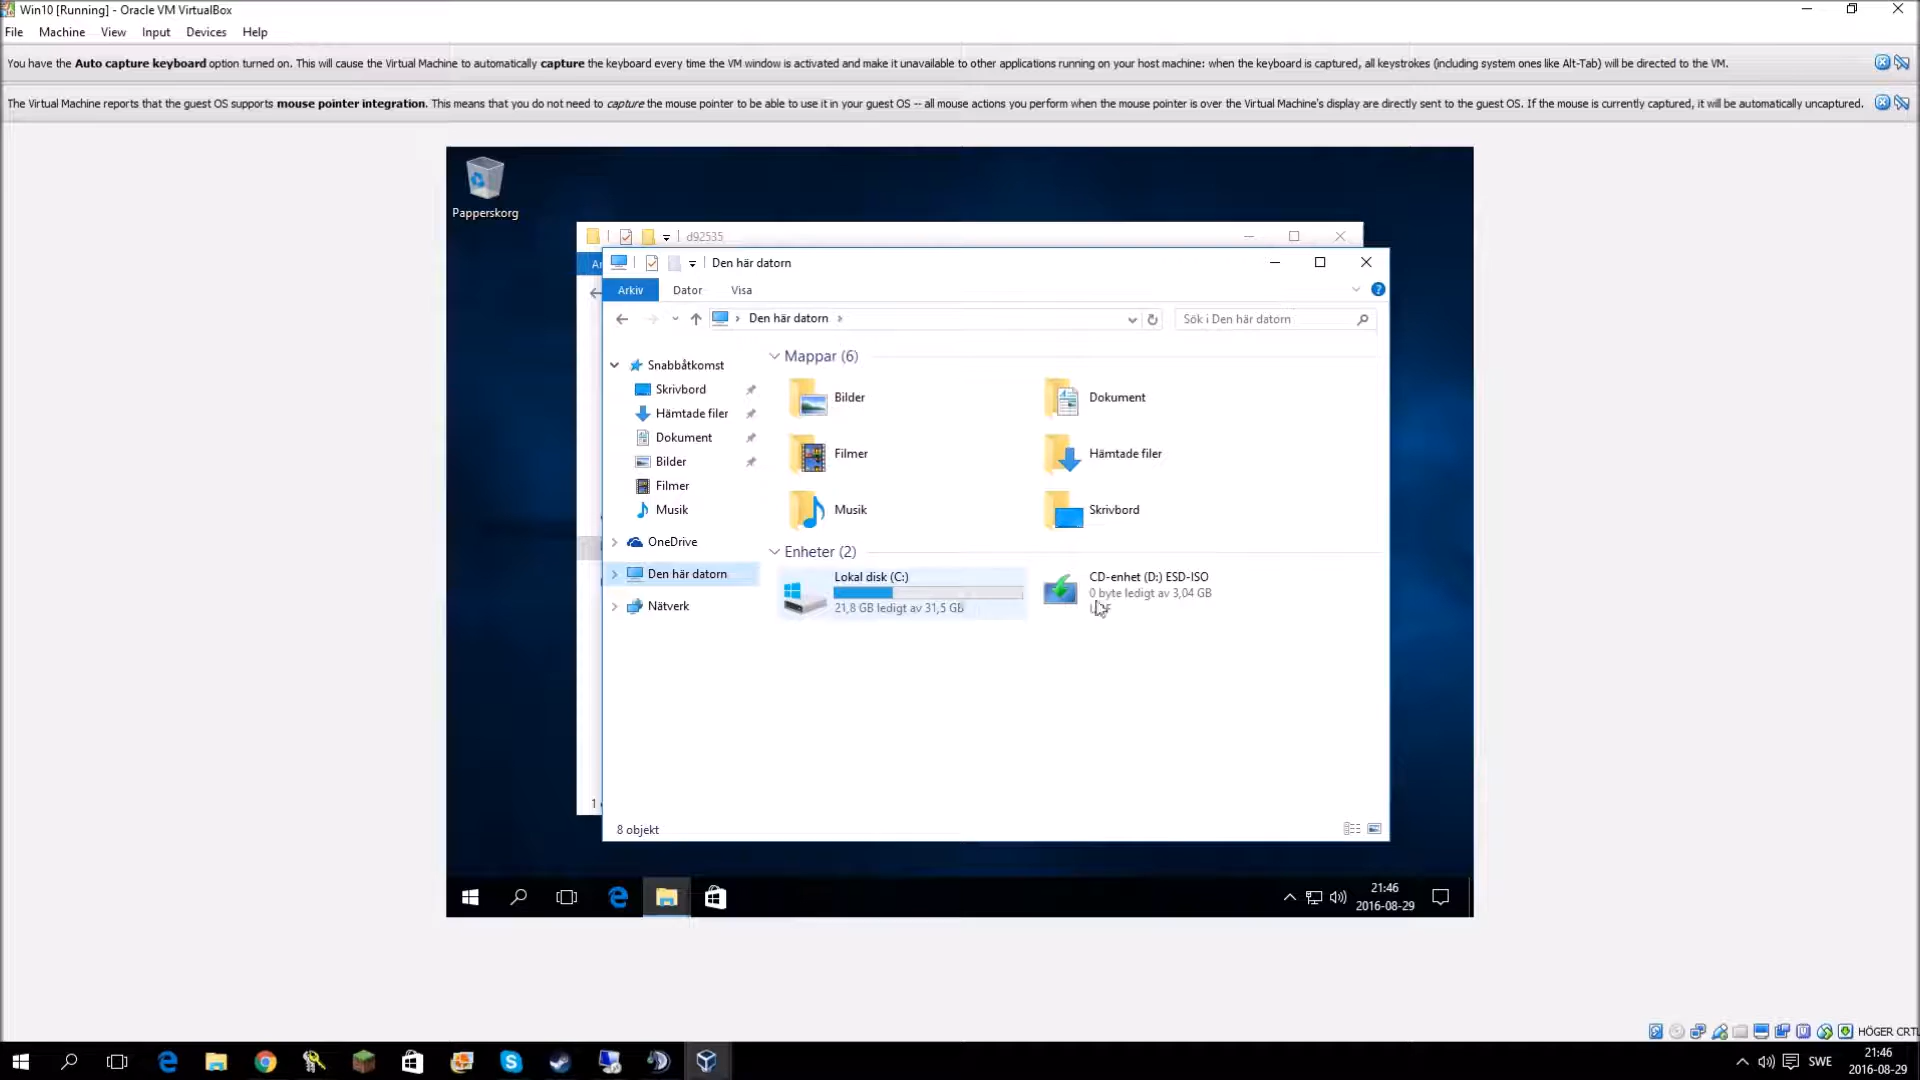 Win10 [Running] - Oracle VM VirtualBox
File Machine View Input Devices Help
You have the Auto capture keyboard option turned on. This will cause the Virtual Machine to automatically capture the keyboard every time the VM window is activated and make it unavailable to other applications running on your host machine: when the keyboard is captured, all keystrokes (including system ones like Alt-Tab) will be directed to the VM.
The Virtual Machine reports that the guest OS supports mouse pointer integration. This means that you do not need to capture the mouse pointer to be able to use it in your guest OS -- all mouse actions you perform when the mouse pointer is over the Virtual Machine's display are directly sent to the guest OS. If the mouse is currently captured, it will be automatically uncaptured.
Papperskorg
d92535
Den här datorn
Arkiv Dator Visa
Den här datorn
Sök i Den här datorn
Snabbåtkomst
Skrivbord
Hämtade filer
Dokument
Bilder
Filmer
Musik
OneDrive
Den här datorn
Nätverk
Mappar (6)
Bilder
Dokument
Filmer
Hämtade filer
Musik
Skrivbord
Enheter (2)
Lokal disk (C:)
21,8 GB ledigt av 31,5 GB
CD-enhet (D:) ESD-ISO
0 byte ledigt av 3,04 GB
8 objekt
21:46
2016-08-29
HÖGER CRTL
SWE
21:46
2016-08-29